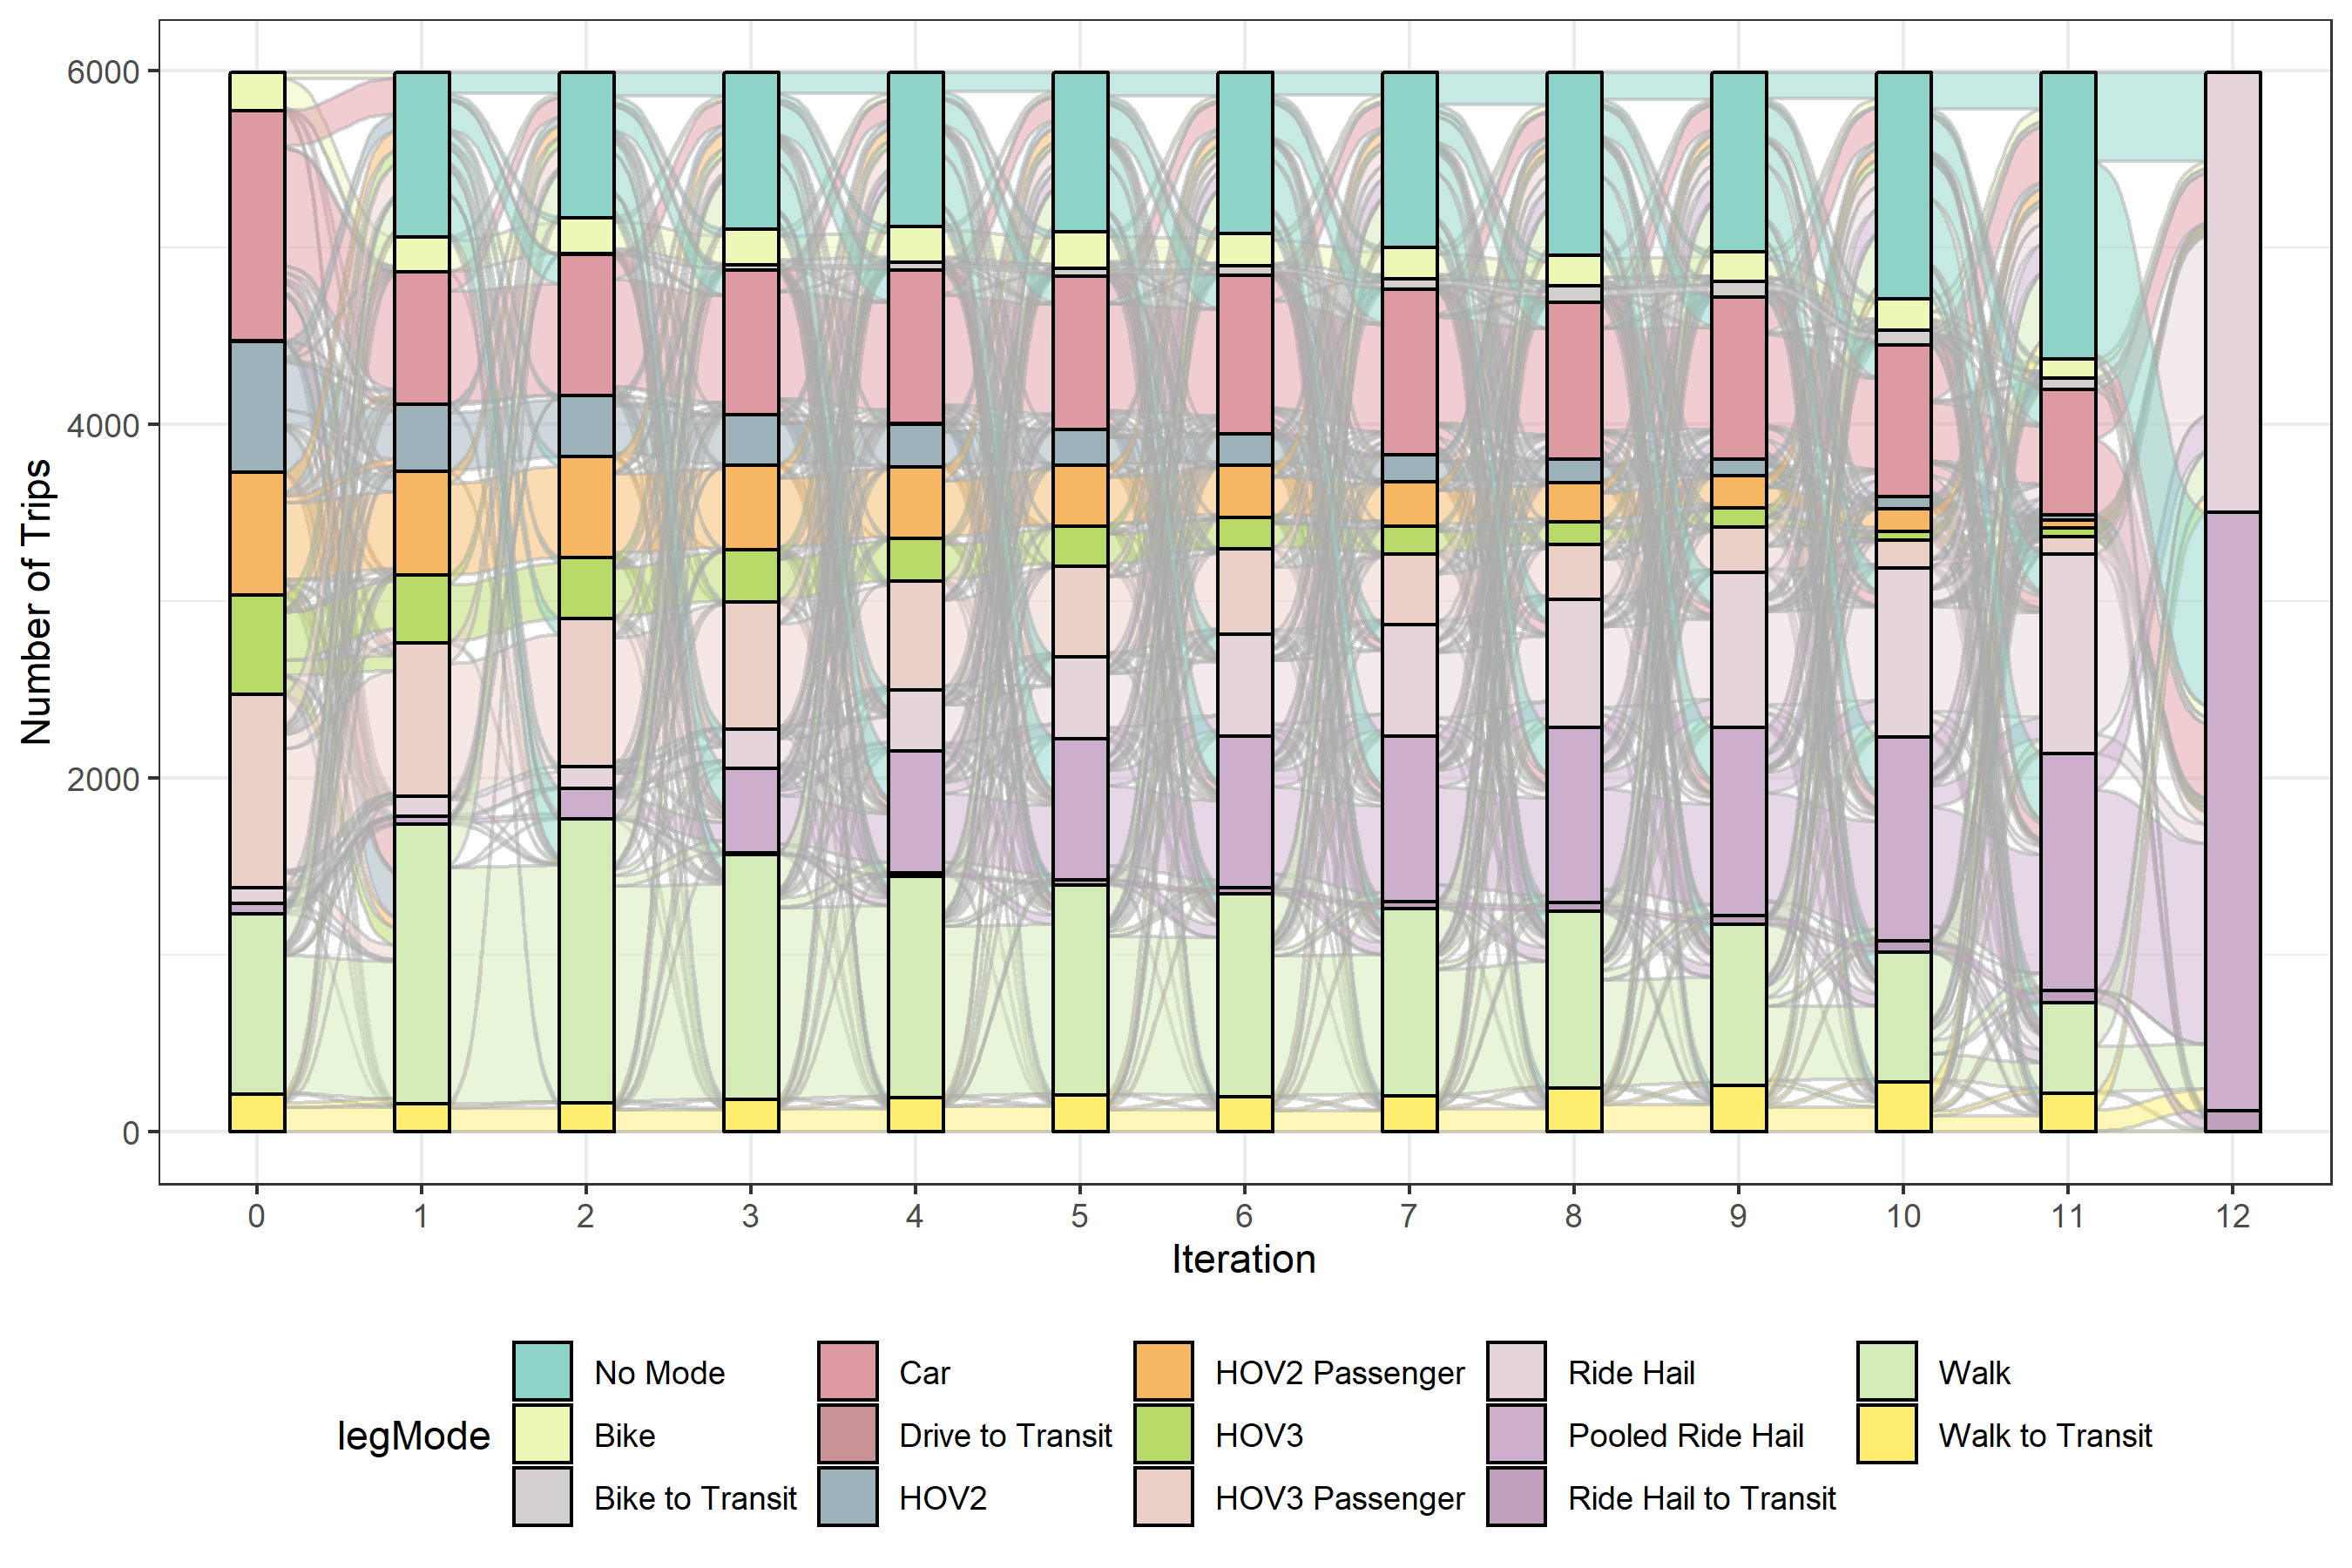 6000
4000
2000
0
Number of Trips
0 1 2 3 4 5 6 7 8 9 10 11 12
Iteration
legMode
No Mode Car HOV2 Passenger Ride Hail Walk
Bike Drive to Transit HOV3 Pooled Ride Hail Walk to Transit
Bike to Transit HOV2 HOV3 Passenger Ride Hail to Transit